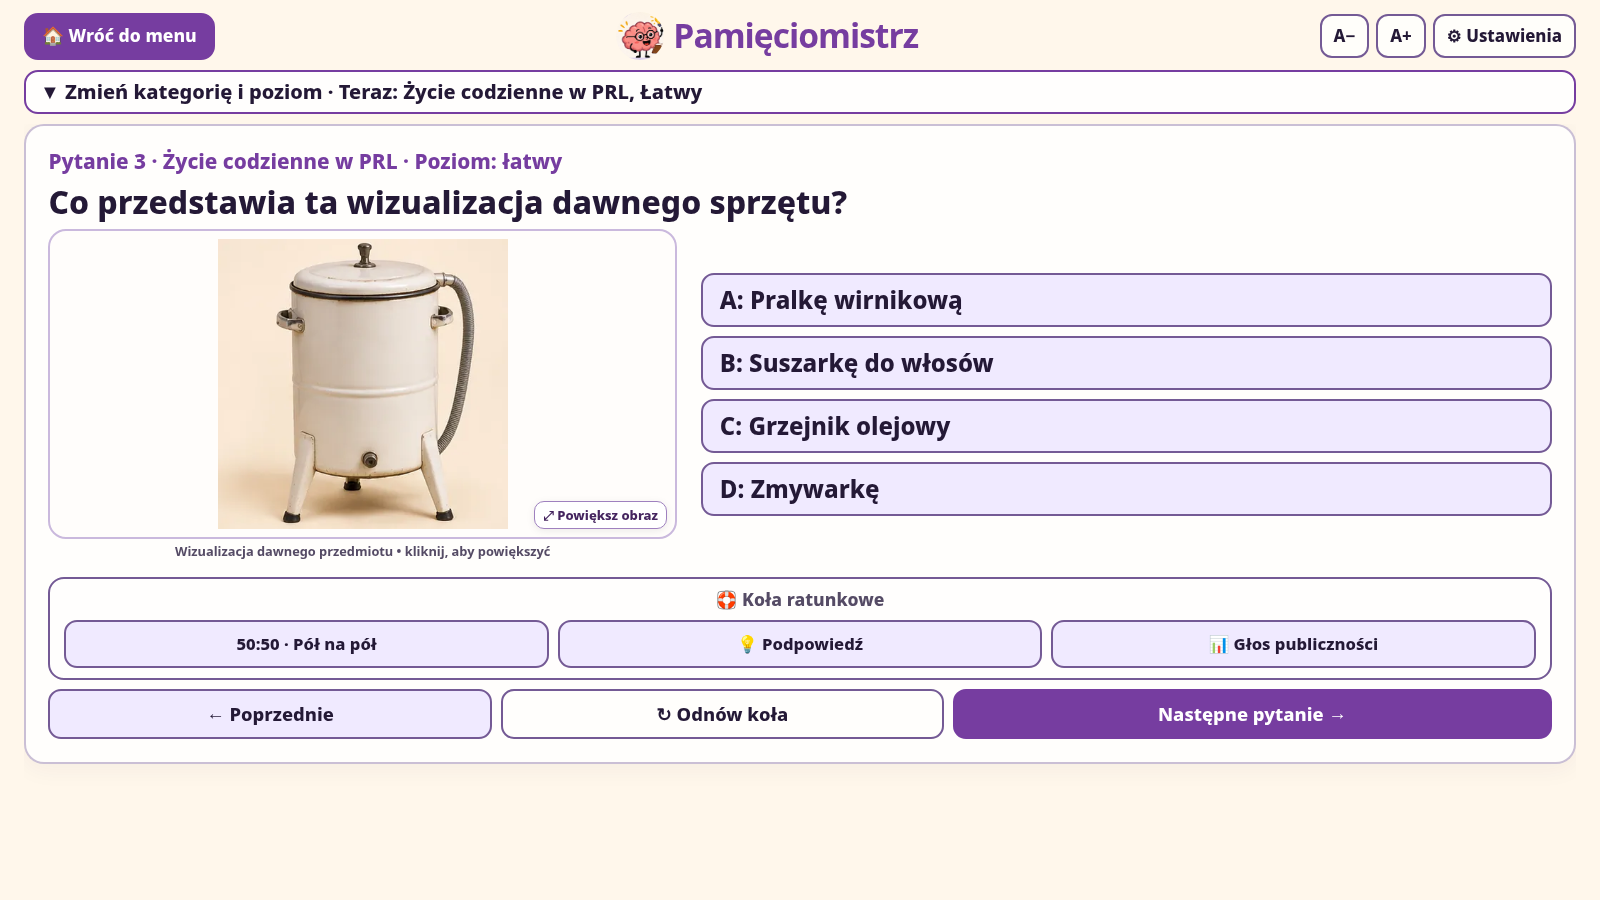 🏠 Wróć do menu
Pamięciomistrz
A−
A+
⚙ Ustawienia
▼ Zmień kategorię i poziom · Teraz: Życie codzienne w PRL, Łatwy
Pytanie 3 · Życie codzienne w PRL · Poziom: łatwy
Co przedstawia ta wizualizacja dawnego sprzętu?
⤢ Powiększ obraz
Wizualizacja dawnego przedmiotu • kliknij, aby powiększyć
A: Pralkę wirnikową
B: Suszarkę do włosów
C: Grzejnik olejowy
D: Zmywarkę
🛟 Koła ratunkowe
50:50 · Pół na pół
💡 Podpowiedź
📊 Głos publiczności
← Poprzednie
↻ Odnów koła
Następne pytanie →